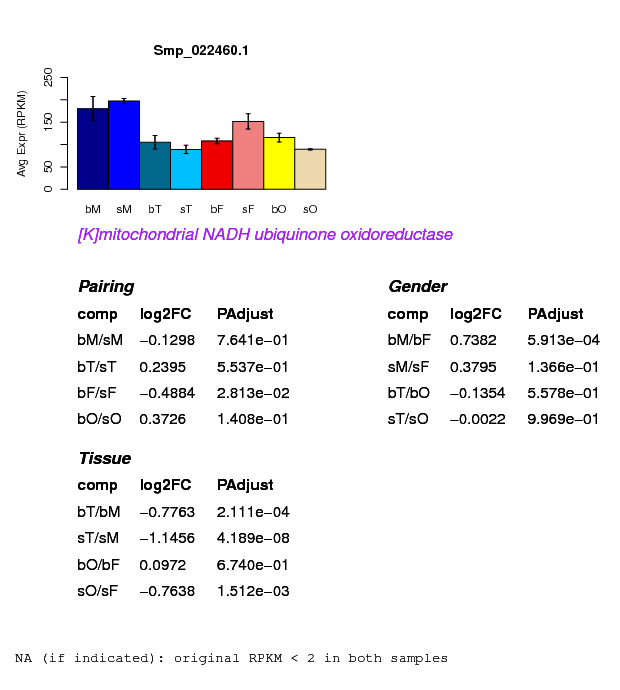 Smp_022460.1
Avg Expr (RPKM)
0 50 150 250
bM sM bT sT bF sF bO sO
[K]mitochondrial NADH ubiquinone oxidoreductase
Pairing
comp log2FC PAdjust
bM/sM −0.1298 7.641e−01
bT/sT 0.2395 5.537e−01
bF/sF −0.4884 2.813e−02
bO/sO 0.3726 1.408e−01
Gender
comp log2FC PAdjust
bM/bF 0.7382 5.913e−04
sM/sF 0.3795 1.366e−01
bT/bO −0.1354 5.578e−01
sT/sO −0.0022 9.969e−01
Tissue
comp log2FC PAdjust
bT/bM −0.7763 2.111e−04
sT/sM −1.1456 4.189e−08
bO/bF 0.0972 6.740e−01
sO/sF −0.7638 1.512e−03
NA (if indicated): original RPKM < 2 in both samples